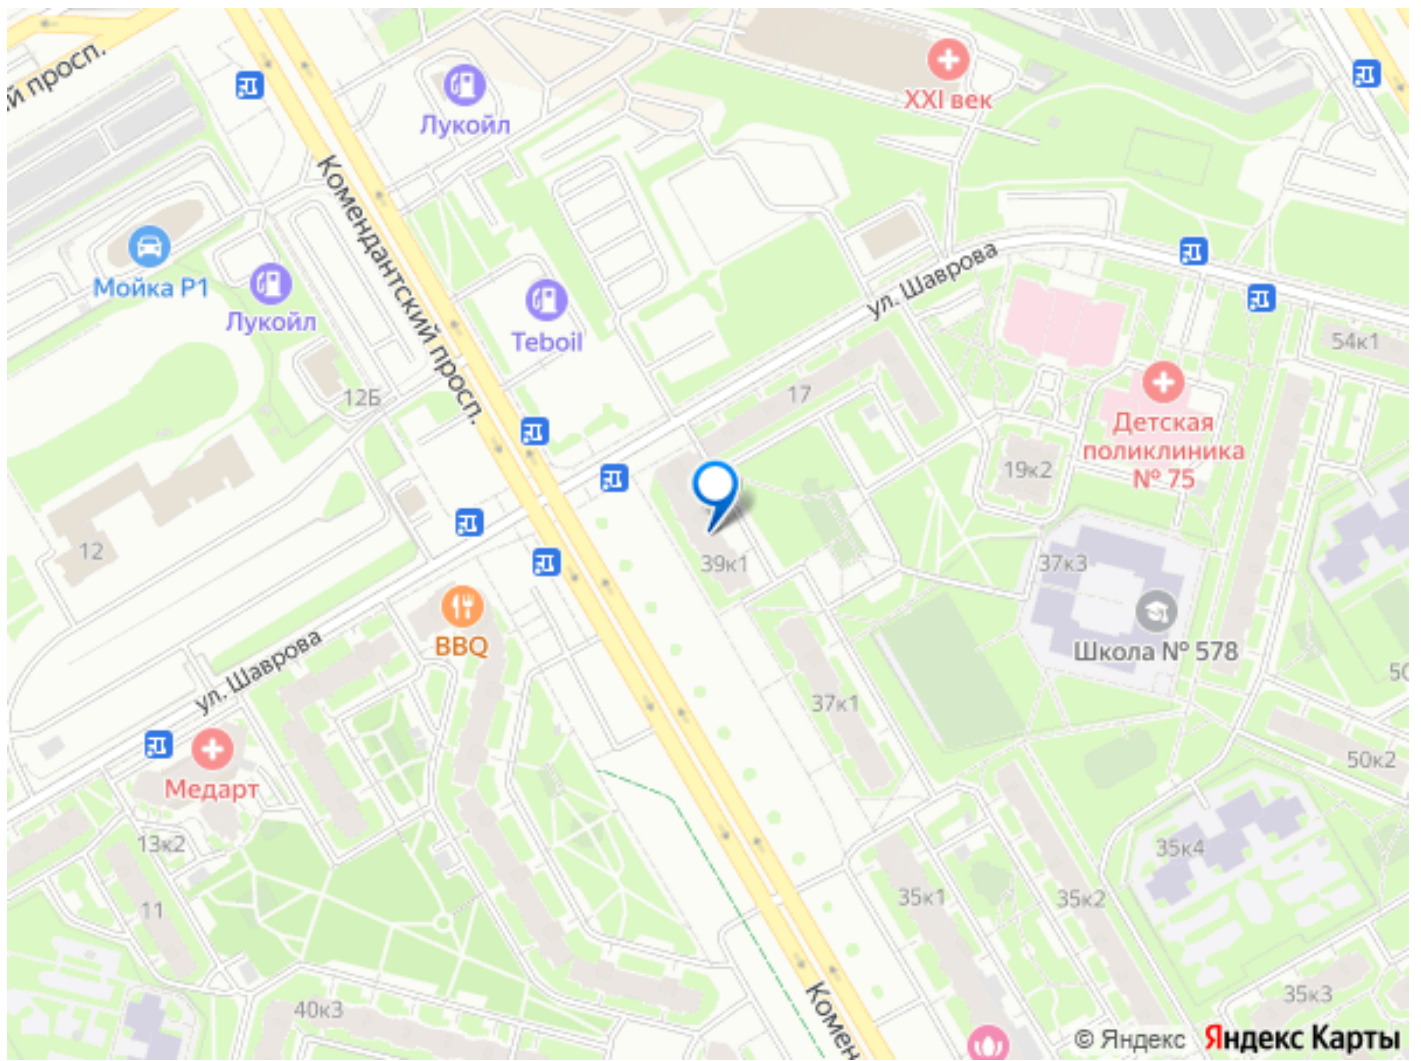 й просп.
XXI век
Лукойл
Комендантский просп.
ул. Шаврова
Мойка Р1
Лукойл
Teboil
54к1
12Б
17
Детская
поликлиника
№ 75
19к2
12
39к1
37к3
BBQ
Школа № 578
ул. Шаврова
37к1
50
Медарт
50к2
13к2
35к4
11
35к1
35к2
40к3
35к3
Комен
© Яндекс Яндекс Карты